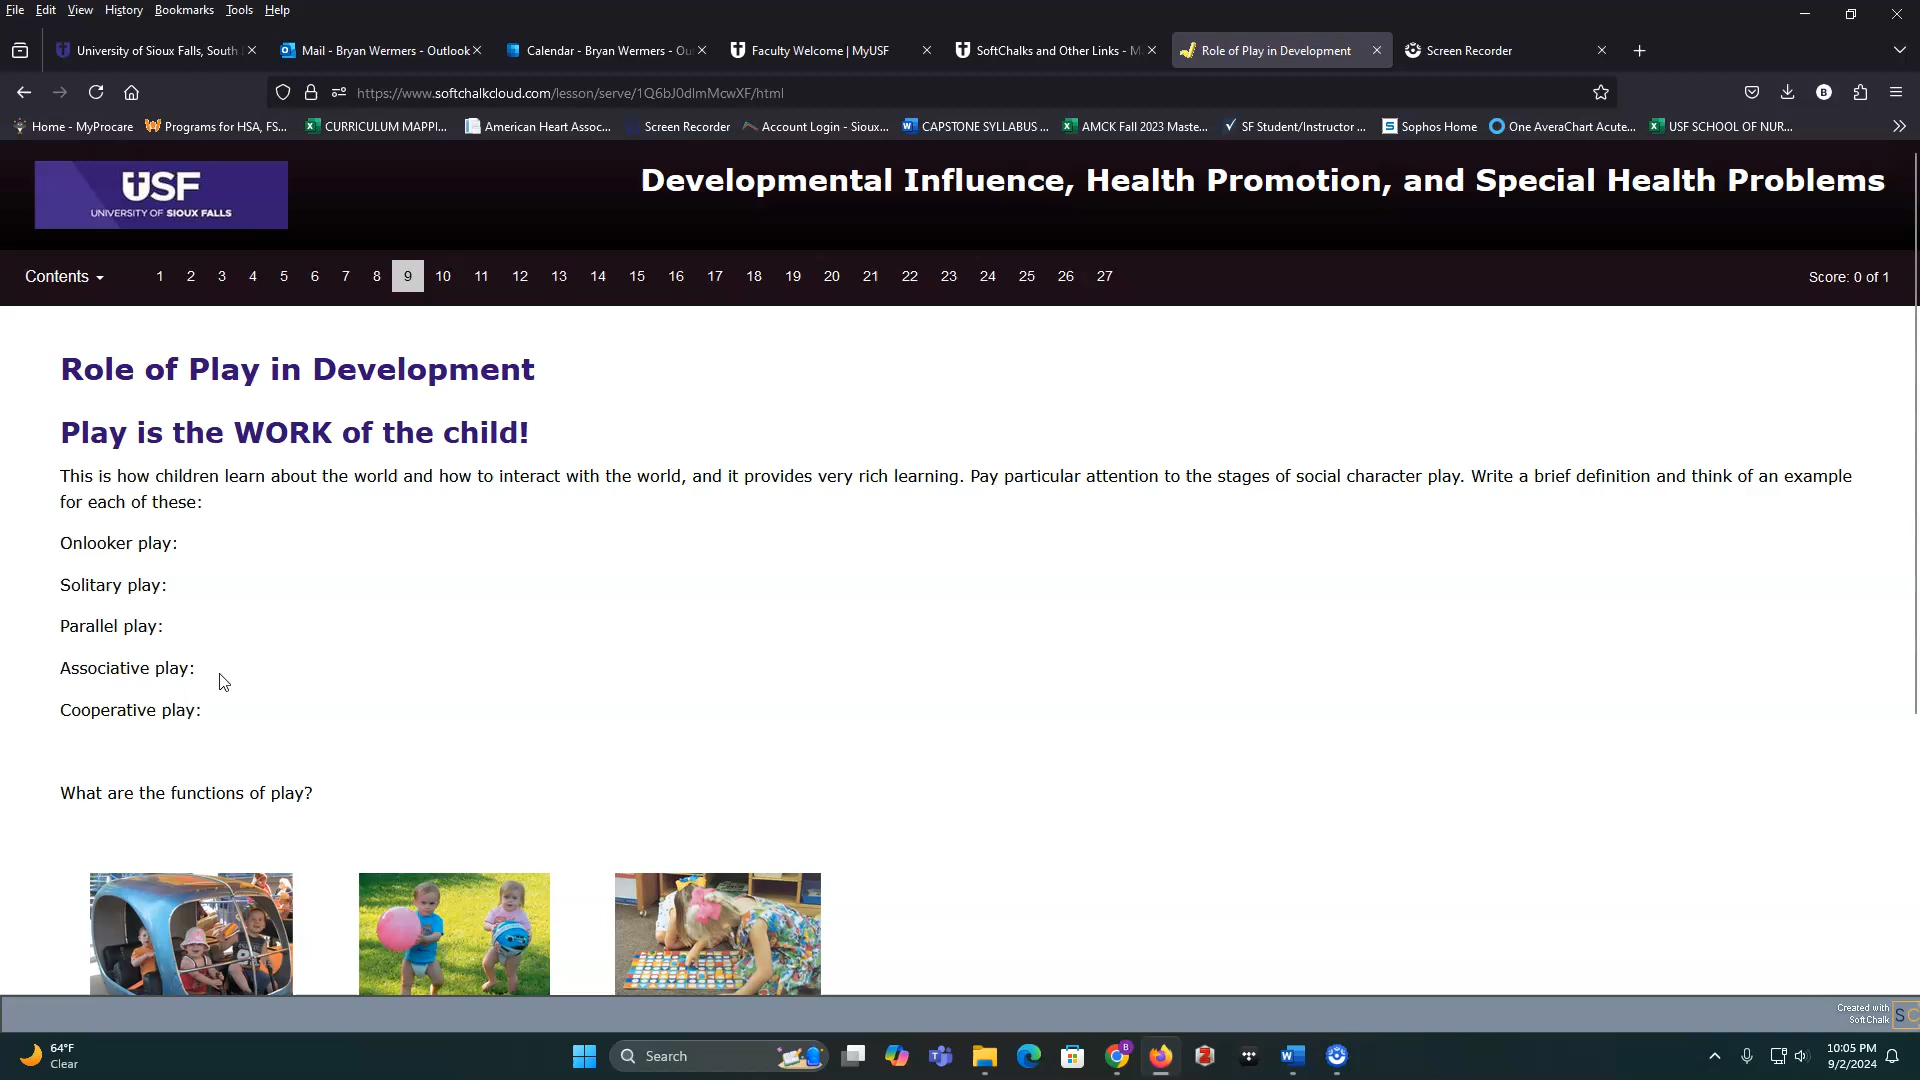 File Edit View History Bookmarks Tools Help
University of Sioux Falls, South
Mail - Bryan Wermers - Outlook
Calendar - Bryan Wermers - Ou
Faculty Welcome | MyUSF
SoftChalks and Other Links - M
Role of Play in Development
Screen Recorder
https://www.softchalkcloud.com/lesson/serve/1Q6bJ0dlmMcwXF/html
B
Home - MyProcare
Programs for HSA, FS...
CURRICULUM MAPPI...
American Heart Assoc...
Screen Recorder
Account Login - Sioux...
CAPSTONE SYLLABUS ...
AMCK Fall 2023 Maste...
SF Student/Instructor ...
Sophos Home
One AveraChart Acute...
USF SCHOOL OF NUR...
USF
UNIVERSITY OF SIOUX FALLS
Developmental Influence, Health Promotion, and Special Health Problems
Contents 1 2 3 4 5 6 7 8 9 10 11 12 13 14 15 16 17 18 19 20 21 22 23 24 25 26 27 Score: 0 of 1
Role of Play in Development
Play is the WORK of the child!
This is how children learn about the world and how to interact with the world, and it provides very rich learning. Pay particular attention to the stages of social character play. Write a brief definition and think of an example
for each of these:
Onlooker play:
Solitary play:
Parallel play:
Associative play:
Cooperative play:
What are the functions of play?
Created with
SoftChalk
SC
64°F
Clear
Search
10:05 PM
9/2/2024